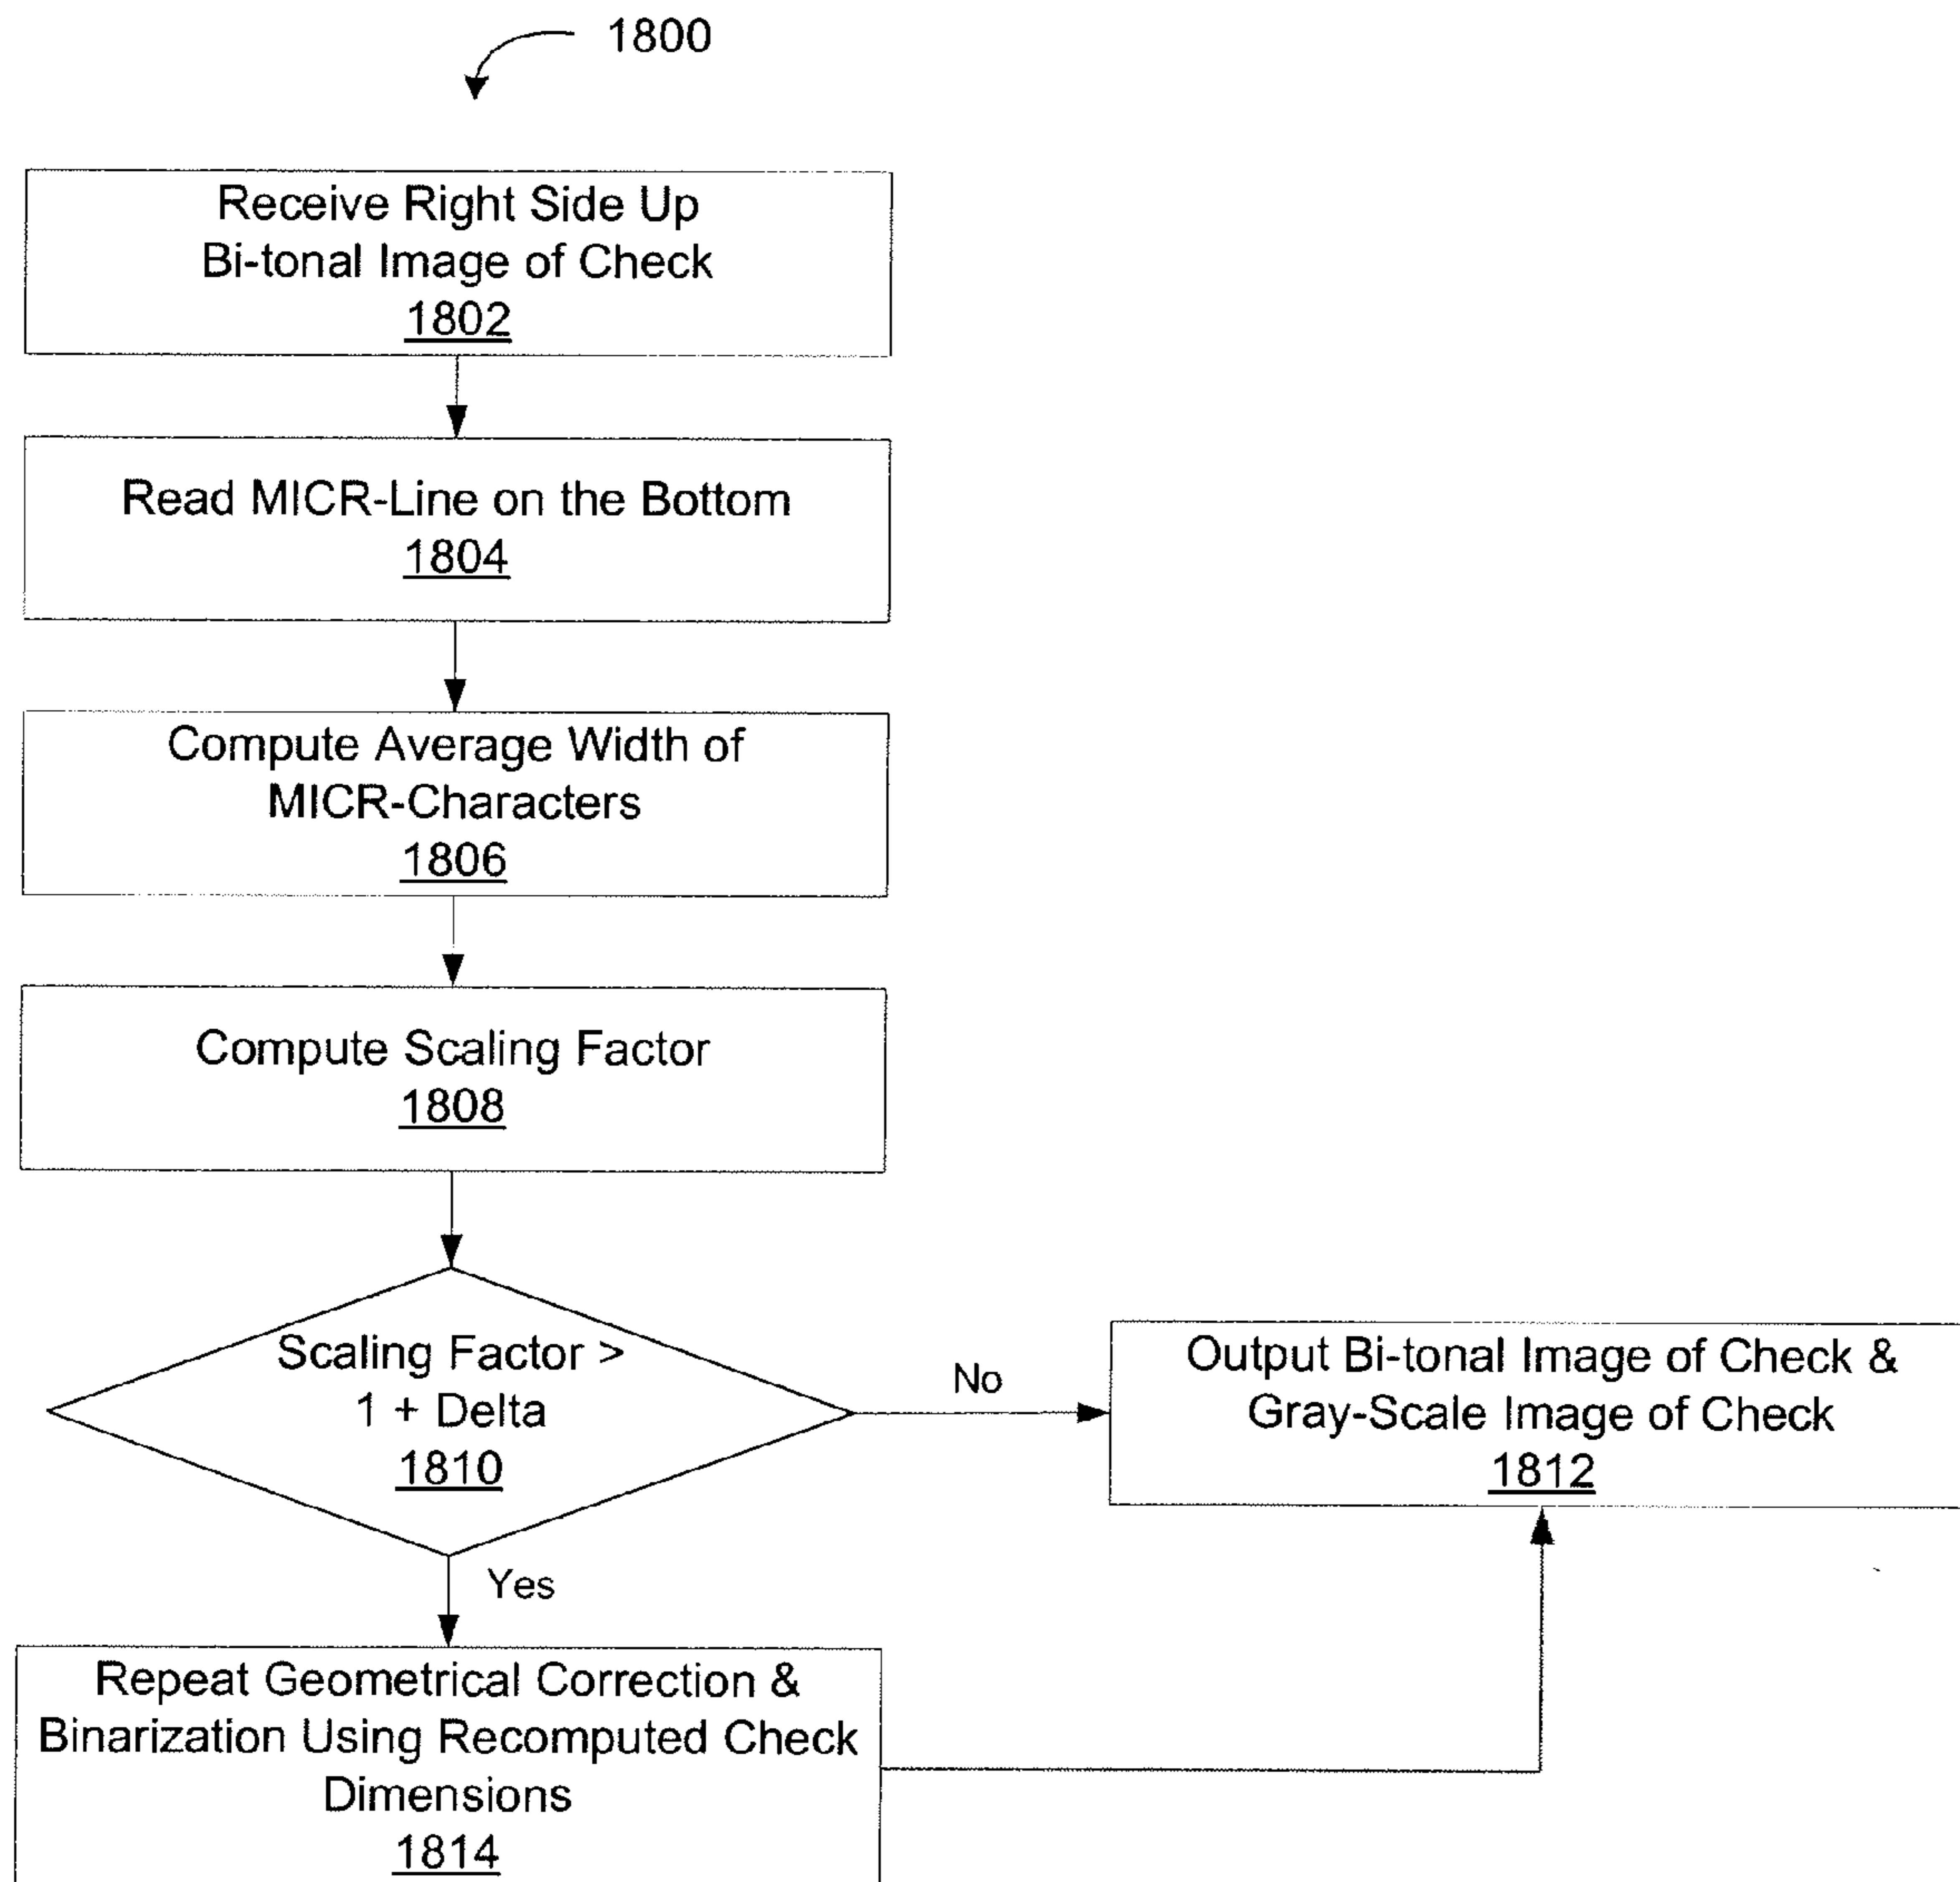 1800
Receive Right Side Up
Bi-tonal Image of Check
1802
Read MICR-Line on the Bottom
1804
Compute Average Width of
MICR-Characters
1806
Compute Scaling Factor
1808
Scaling Factor >
1 + Delta
1810
No
Output Bi-tonal Image of Check &
Gray-Scale Image of Check
1812
Yes
Repeat Geometrical Correction &
Binarization Using Recomputed Check
Dimensions
1814